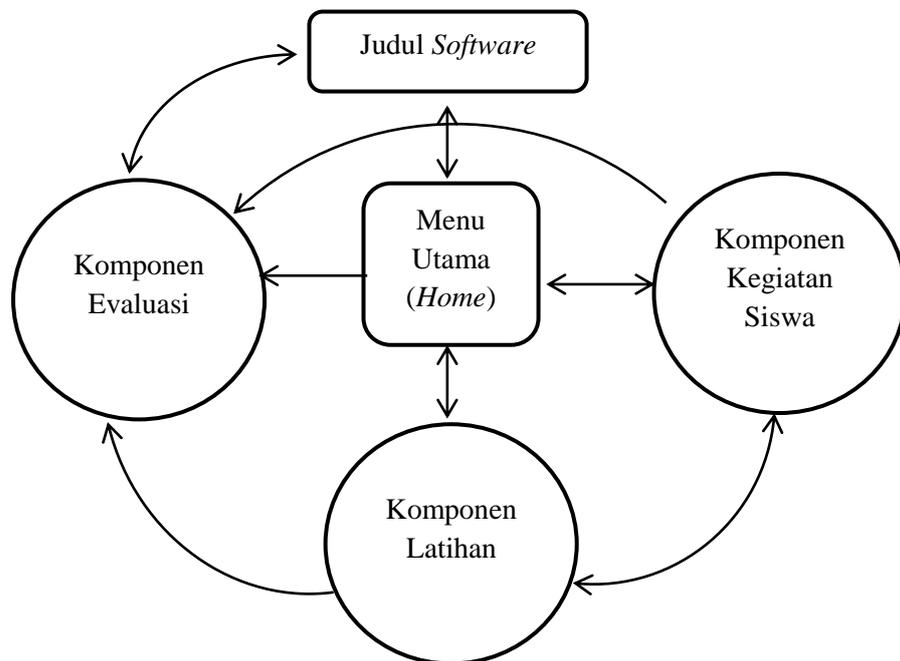 Judul Software
Menu
Utama
(Home)
Komponen
Evaluasi
Komponen
Kegiatan
Siswa
Komponen
Latihan